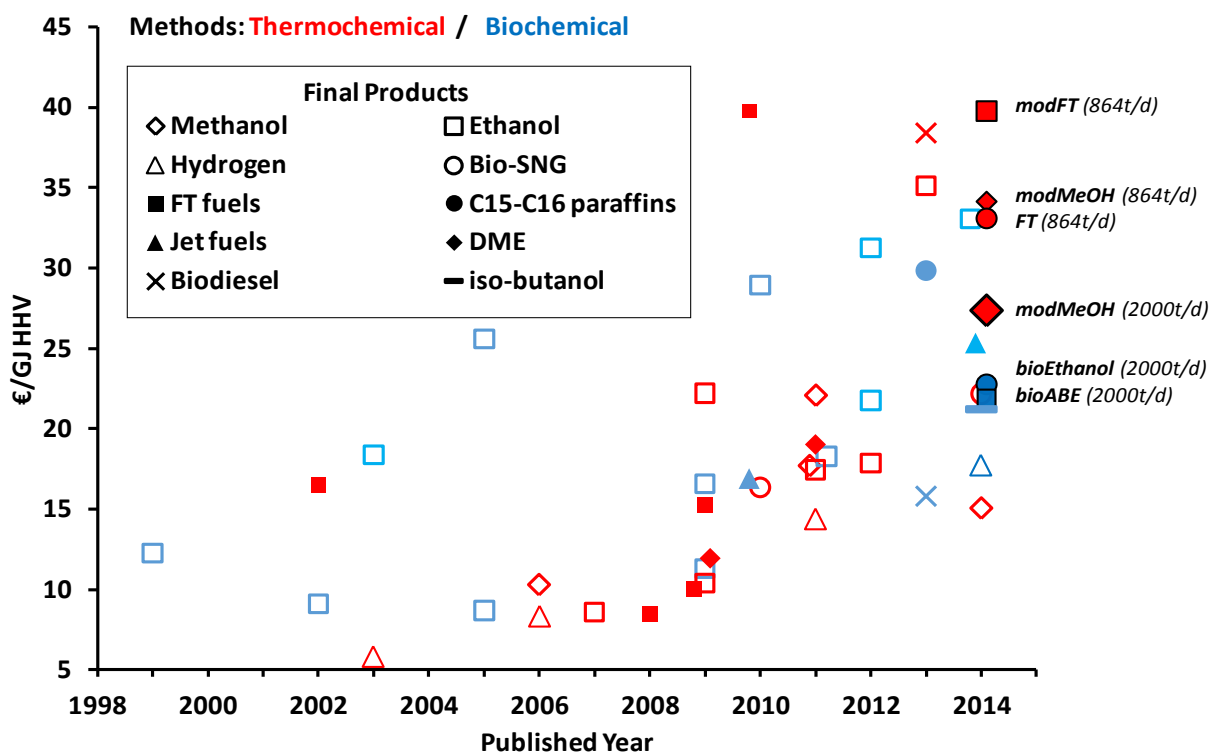 Methods: Thermochemical / Biochemical
Final Products
Methanol
Ethanol
Hydrogen
Bio-SNG
FT fuels
C15-C16 paraffins
Jet fuels
DME
Biodiesel
iso-butanol
€/GJ HHV
45
40
35
30
25
20
15
10
5
modFT (864t/d)
modMeOH (864t/d)
FT (864t/d)
modMeOH (2000t/d)
bioEthanol (2000t/d)
bioABE (2000t/d)
1998 2000 2002 2004 2006 2008 2010 2012 2014
Published Year